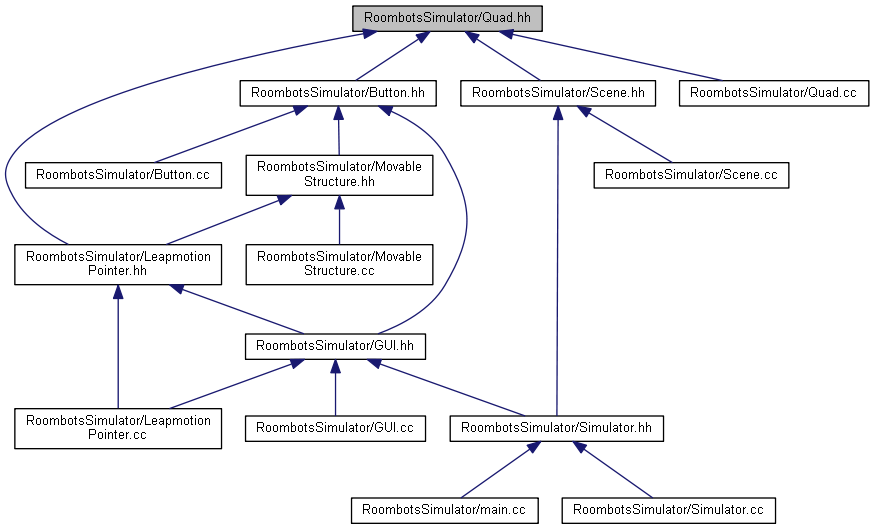 RoombotsSimulator/Quad.hh
RoombotsSimulator/Button.hh
RoombotsSimulator/Scene.hh
RoombotsSimulator/Quad.cc
RoombotsSimulator/Button.cc
RoombotsSimulator/Movable
Structure.hh
RoombotsSimulator/Scene.cc
RoombotsSimulator/Leapmotion
Pointer.hh
RoombotsSimulator/Movable
Structure.cc
RoombotsSimulator/GUI.hh
RoombotsSimulator/Leapmotion
Pointer.cc
RoombotsSimulator/GUI.cc
RoombotsSimulator/Simulator.hh
RoombotsSimulator/main.cc
RoombotsSimulator/Simulator.cc